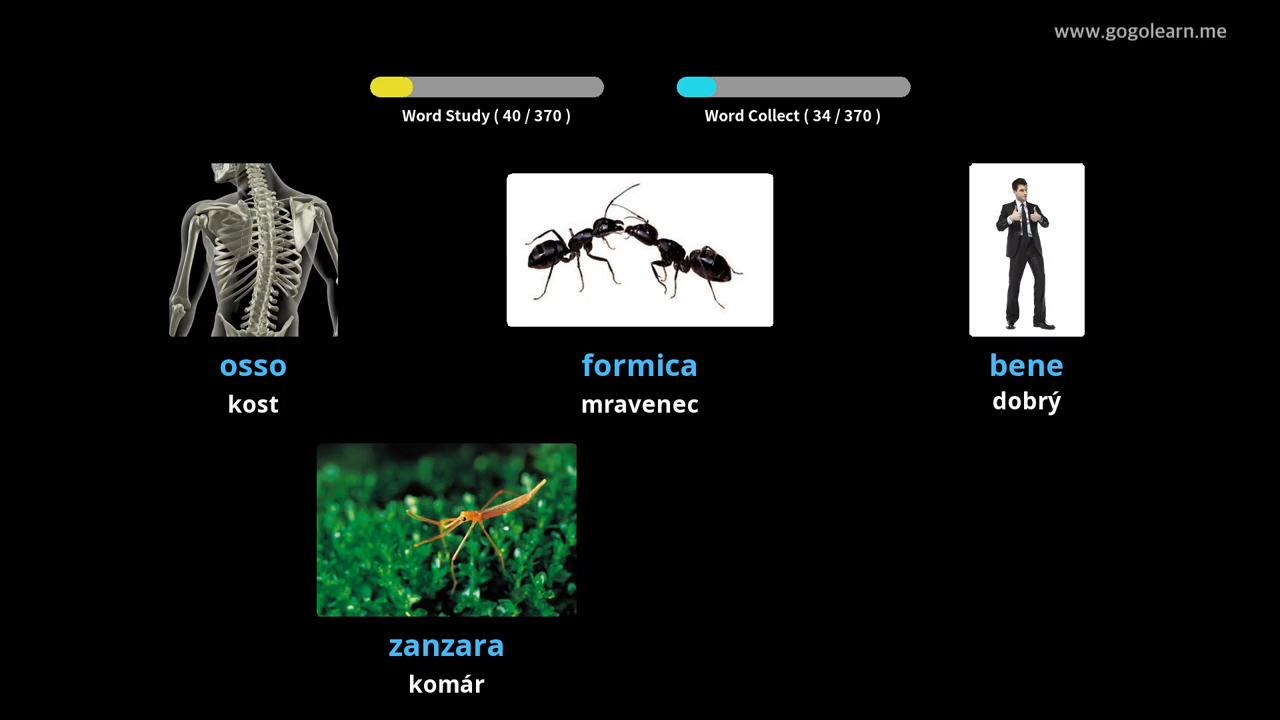 www.gogolearn.me
Word Study ( 40 / 370 )
Word Collect ( 34 / 370 )
osso
kost
formica
mravenec
bene
dobrý
zanzara
komár